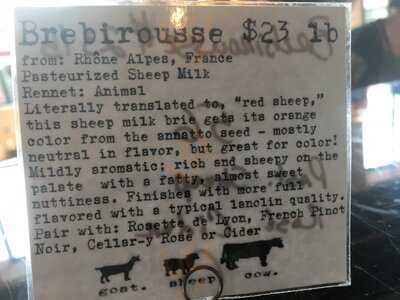 Brebirousse $23 lb
from: Rhône Alpes, France
Pasteurized Sheep Milk
Rennet: Animal
Literally translated to, "red sheep,"
this sheep milk brie gets its orange
color from the annatto seed - mostly
neutral in flavor, but great for color!
Mildly aromatic; rich and sheepy on the
palate with a fatty, almost sweet
nuttiness. Finishes with more full
flavored with a typical lanolin quality.
Pair with: Rosette de Lyon, French Pinot
Noir, Cellar-y Rosé or Cider
goat. sheep cow.